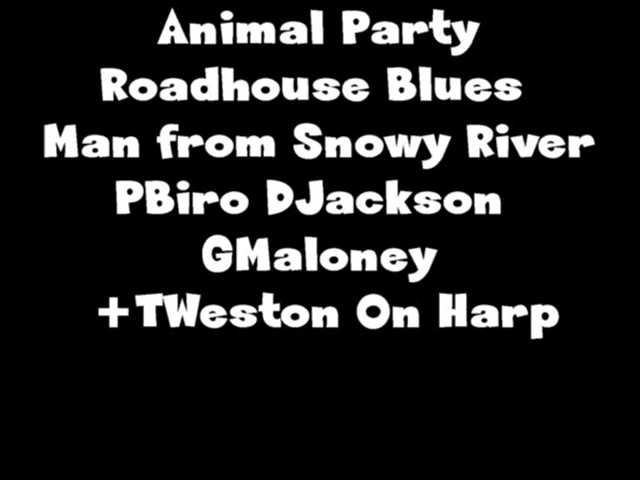 Animal Party
Roadhouse Blues
Man from Snowy River
PBiro DJackson
GMaloney
+TWeston On Harp